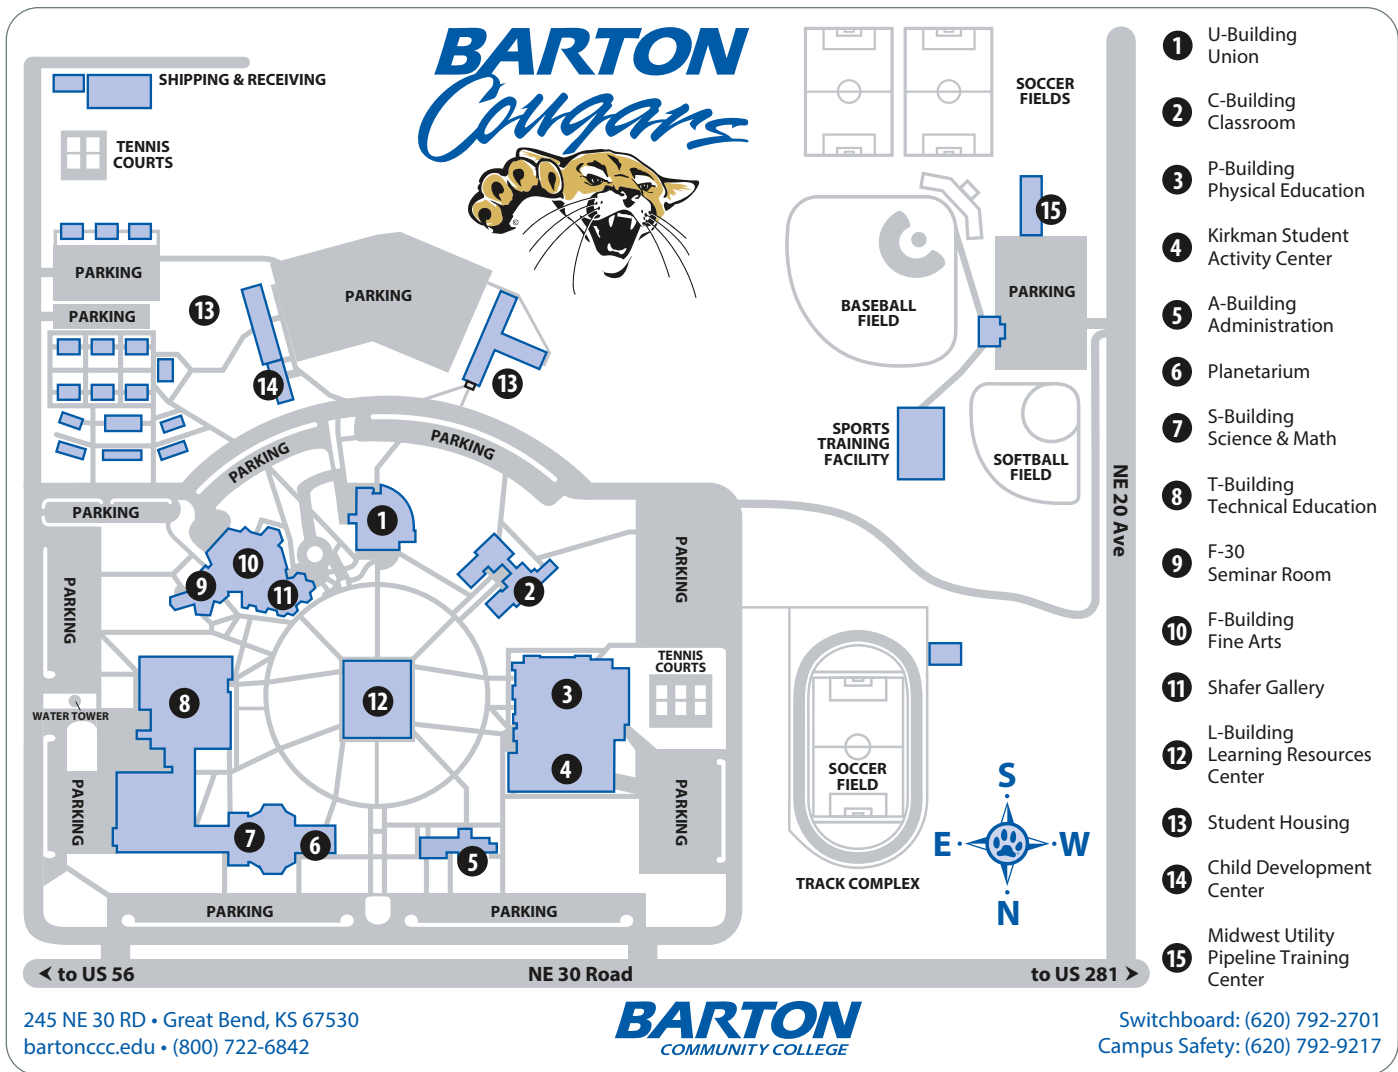 BARTON
Cougars
SHIPPING & RECEIVING
TENNIS
COURTS
SOCCER
FIELDS
15
PARKING
PARKING
PARKING
PARKING
13
14
13
BASEBALL
FIELD
PARKING
SPORTS
TRAINING
FACILITY
SOFTBALL
FIELD
NE 20 Ave
PARKING
PARKING
PARKING
PARKING
PARKING
1
10
9
11
2
TENNIS
COURTS
3
12
8
WATER TOWER
4
PARKING
PARKING
7
6
5
SOCCER
FIELD
TRACK COMPLEX
S
E
W
N
PARKING
PARKING
to US 56
NE 30 Road
to US 281
1 U-Building
Union
2 C-Building
Classroom
3 P-Building
Physical Education
4 Kirkman Student
Activity Center
5 A-Building
Administration
6 Planetarium
7 S-Building
Science & Math
8 T-Building
Technical Education
9 F-30
Seminar Room
10 F-Building
Fine Arts
11 Shafer Gallery
12 L-Building
Learning Resources
Center
13 Student Housing
14 Child Development
Center
15 Midwest Utility
Pipeline Training
Center
245 NE 30 RD • Great Bend, KS 67530
bartonccc.edu • (800) 722-6842
BARTON
COMMUNITY COLLEGE
Switchboard: (620) 792-2701
Campus Safety: (620) 792-9217